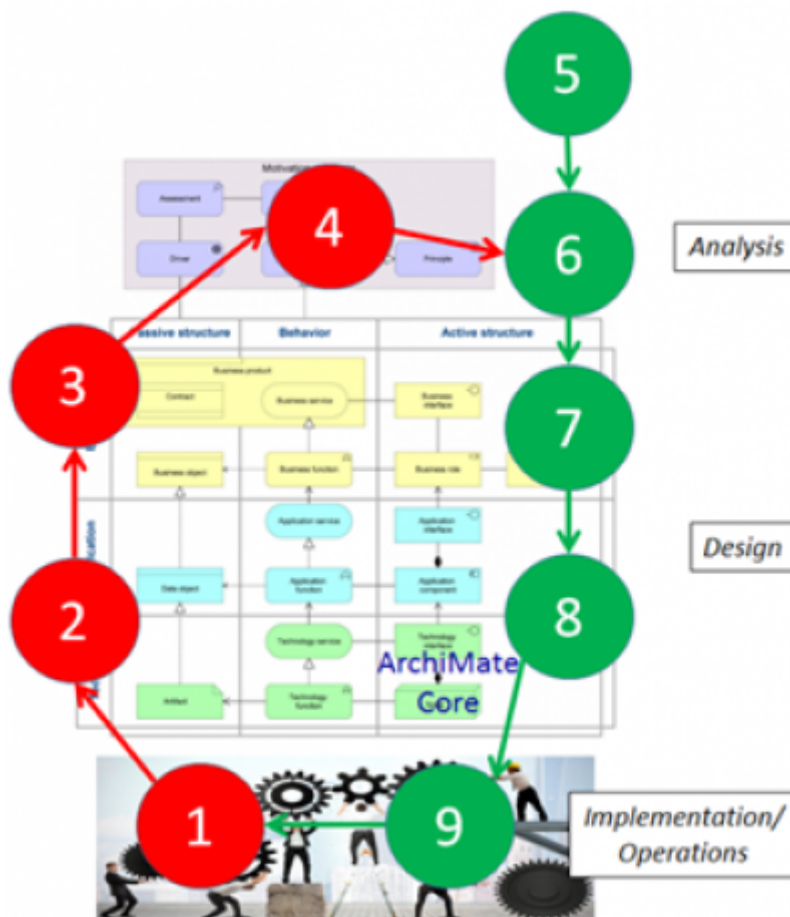 5
Motivation
Assessment
4
6
Analysis
Driver
Principle
assive structure
Behavior
Active structure
3
Business product
Contract
Business service
Business
interface
7
Business object
Business function
Business role
Application service
Application
interface
Design
ication
Data object
Application
function
Application
component
2
8
Technology service
Technology
interface
ArchiMate
Core
Artifact
Technology
function
1
9
Implementation/
Operations